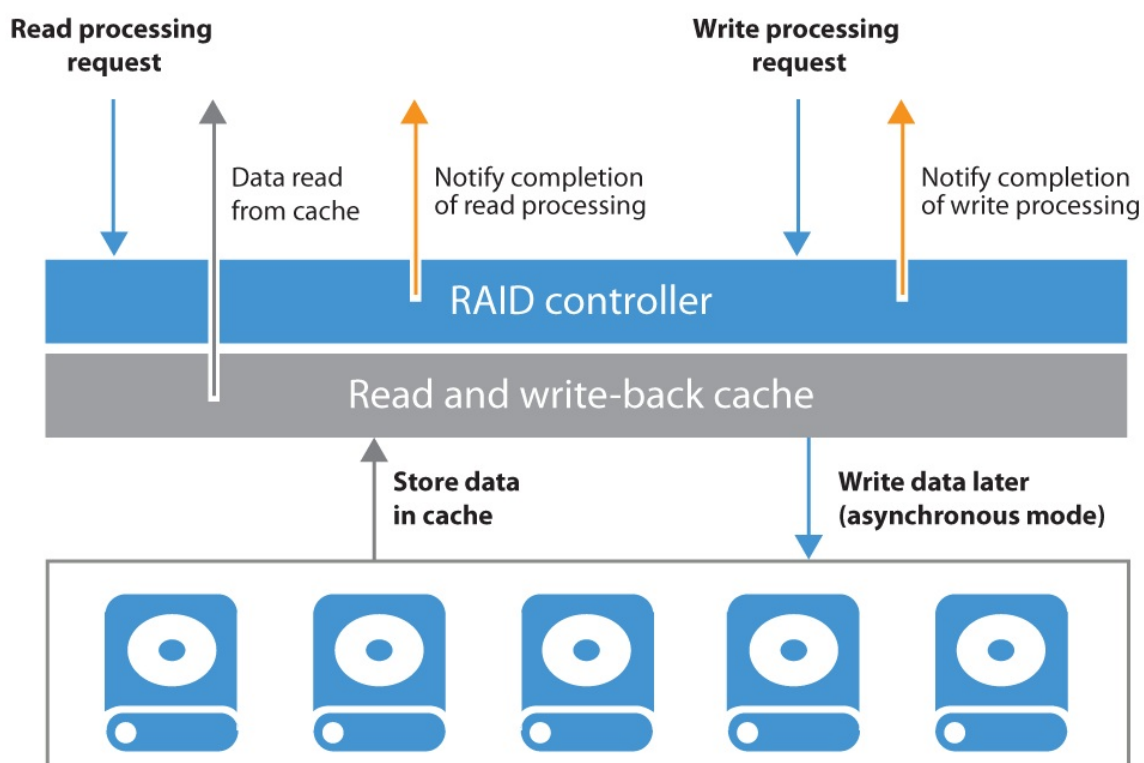 Read processing
request
Write processing
request
Data read
from cache
Notify completion
of read processing
Notify completion
of write processing
RAID controller
Read and write-back cache
Store data
in cache
Write data later
(asynchronous mode)